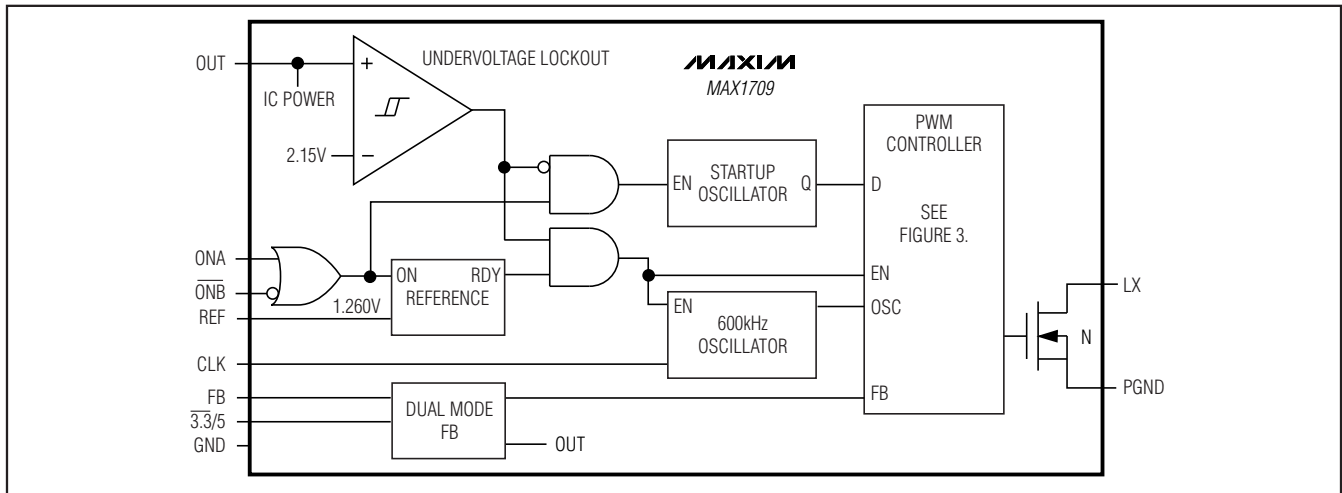 OUT
IC POWER
+
2.15V
−
UNDERVOLTAGE LOCKOUT
MAXIM
MAX1709
ONA
ONB
REF
CLK
FB
3.3/5
GND
ON
RDY
REFERENCE
1.260V
DUAL MODE
FB
OUT
EN
STARTUP
OSCILLATOR
Q
EN
600kHz
OSCILLATOR
PWM
CONTROLLER
D
SEE
FIGURE 3.
EN
OSC
FB
N
LX
PGND